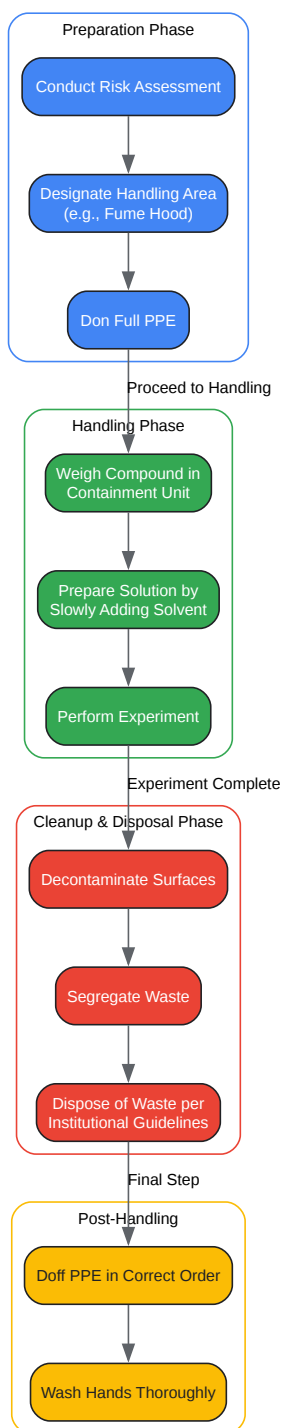 Preparation Phase
Conduct Risk Assessment
Designate Handling Area
(e.g., Fume Hood)
Don Full PPE
Proceed to Handling
Handling Phase
Weigh Compound in
Containment Unit
Prepare Solution by
Slowly Adding Solvent
Perform Experiment
Experiment Complete
Cleanup & Disposal Phase
Decontaminate Surfaces
Segregate Waste
Dispose of Waste per
Institutional Guidelines
Final Step
Post-Handling
Doff PPE in Correct Order
Wash Hands Thoroughly